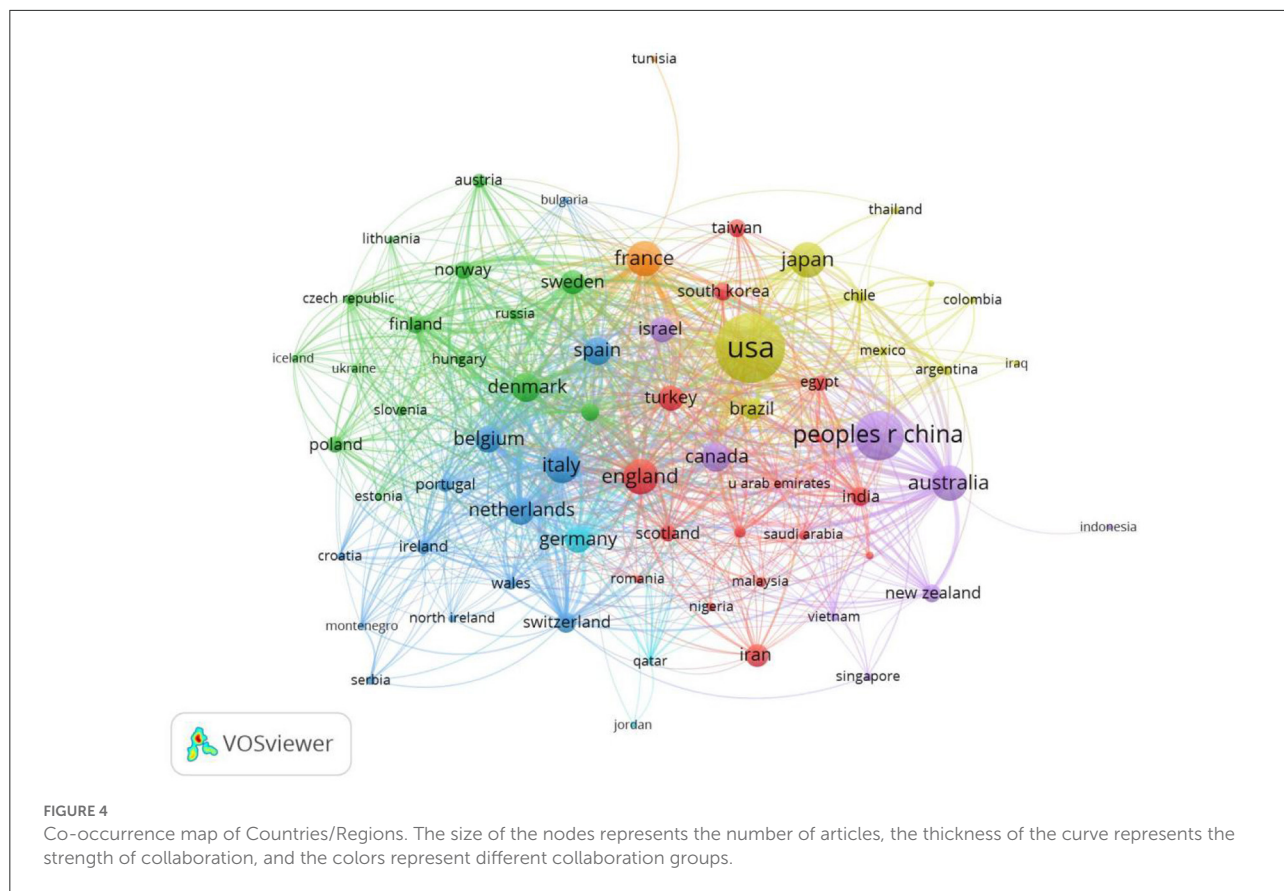 tunisia
austria
bulgaria
thailand
lithuania
taiwan
france
japan
norway
sweden
south korea
czech republic
chile
colombia
russia
finland
israel
usa
spain
mexico
iceland
hungary
ukraine
argentina
iraq
denmark
egypt
turkey
slovenia
brazil
peoples r china
belgium
poland
canada
italy
england
australia
portugal
u arab emirates
estonia
india
netherlands
indonesia
scotland
saudi arabia
germany
ireland
croatia
romania
malaysia
wales
new zealand
nigeria
north ireland
vietnam
switzerland
montenegro
iran
qatar
singapore
serbia
jordan
VOSviewer
FIGURE 4
Co-occurrence map of Countries/Regions. The size of the nodes represents the number of articles, the thickness of the curve represents the
strength of collaboration, and the colors represent different collaboration groups.